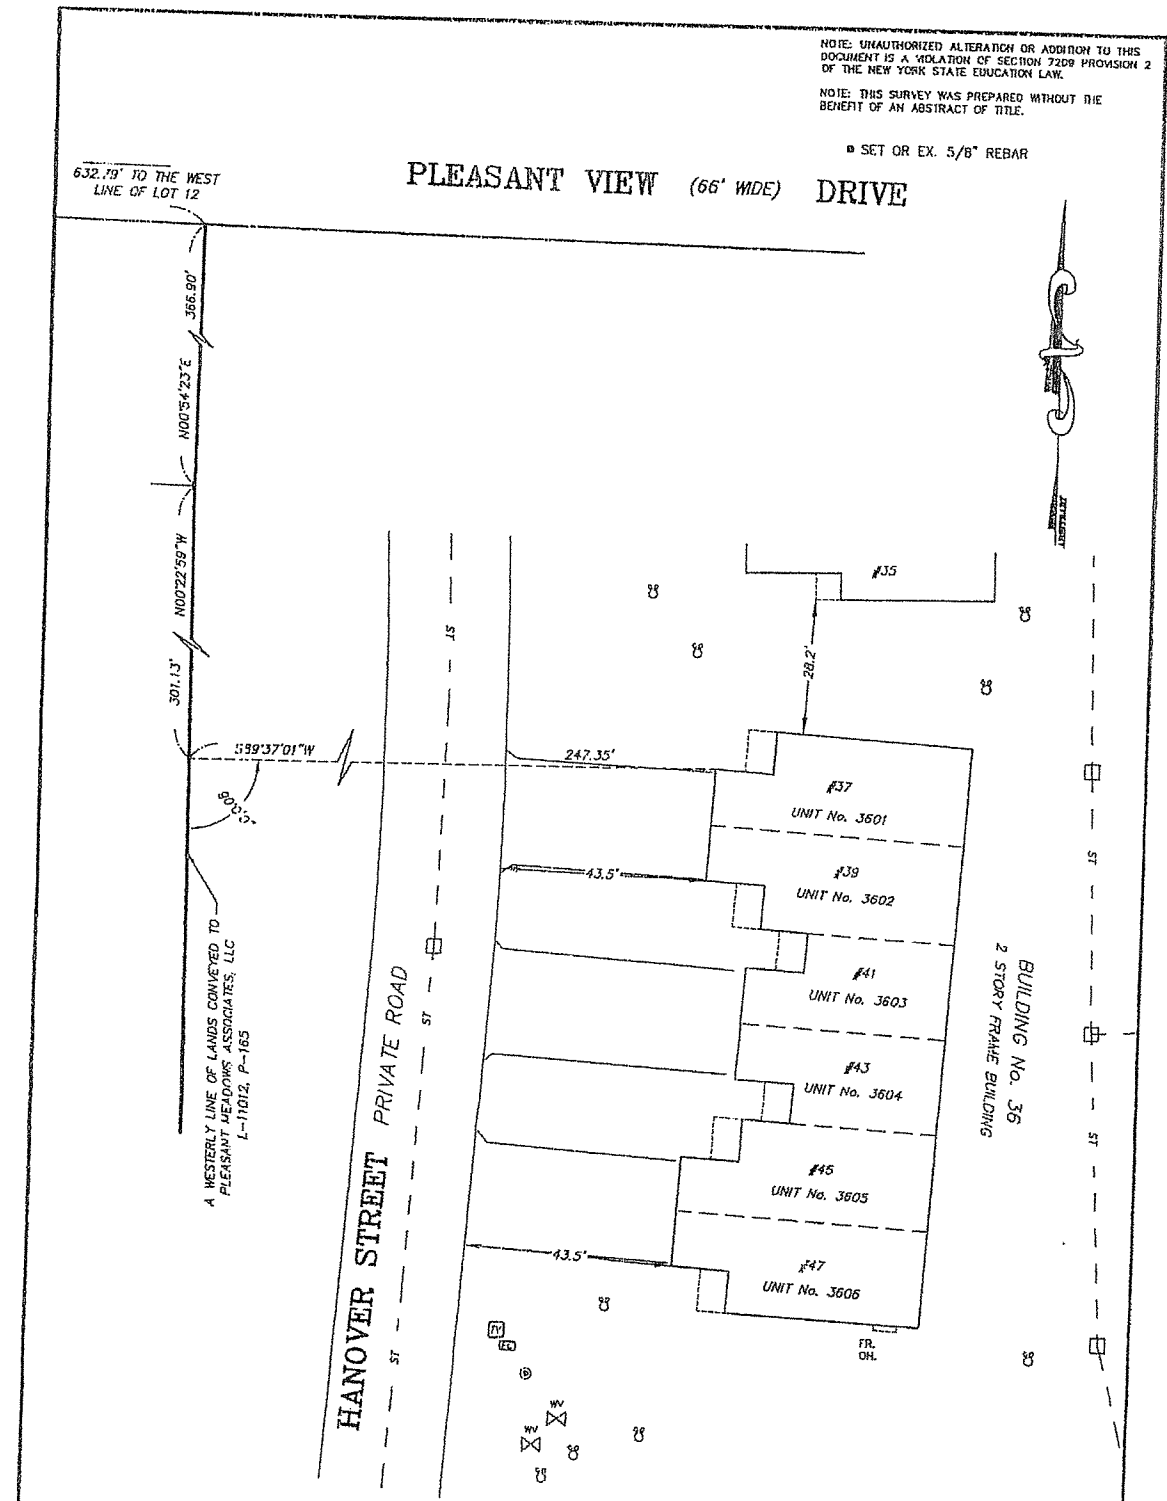 NOTE: UNAUTHORIZED ALTERATION OR ADDITION TO THIS
DOCUMENT IS A VIOLATION OF SECTION 7209 PROVISION 2
OF THE NEW YORK STATE EDUCATION LAW.
NOTE: THIS SURVEY WAS PREPARED WITHOUT THE
BENEFIT OF AN ABSTRACT OF TITLE.
SET OR EX. 5/8" REBAR
632.79' TO THE WEST
LINE OF LOT 12
PLEASANT VIEW (66' WIDE) DRIVE
366.90'
N00°54'23"E
N00°22'59"W
301.13'
S89°37'01"W
247.35'
ABSTRACT
ST
#35
28.2'
#37
UNIT No. 3601
#39
UNIT No. 3602
43.5'
#41
UNIT No. 3603
#43
UNIT No. 3604
#45
UNIT No. 3605
#47
UNIT No. 3606
43.5'
BUILDING No. 36
2 STORY FRAME BUILDING
ST
ST
ST
ST
A WESTERLY LINE OF LANDS CONVEYED TO
PLEASANT MEADOWS ASSOCIATES, LLC
L-11012, P-165
HANOVER STREET PRIVATE ROAD
FR.
OH.
TV
WV
WV